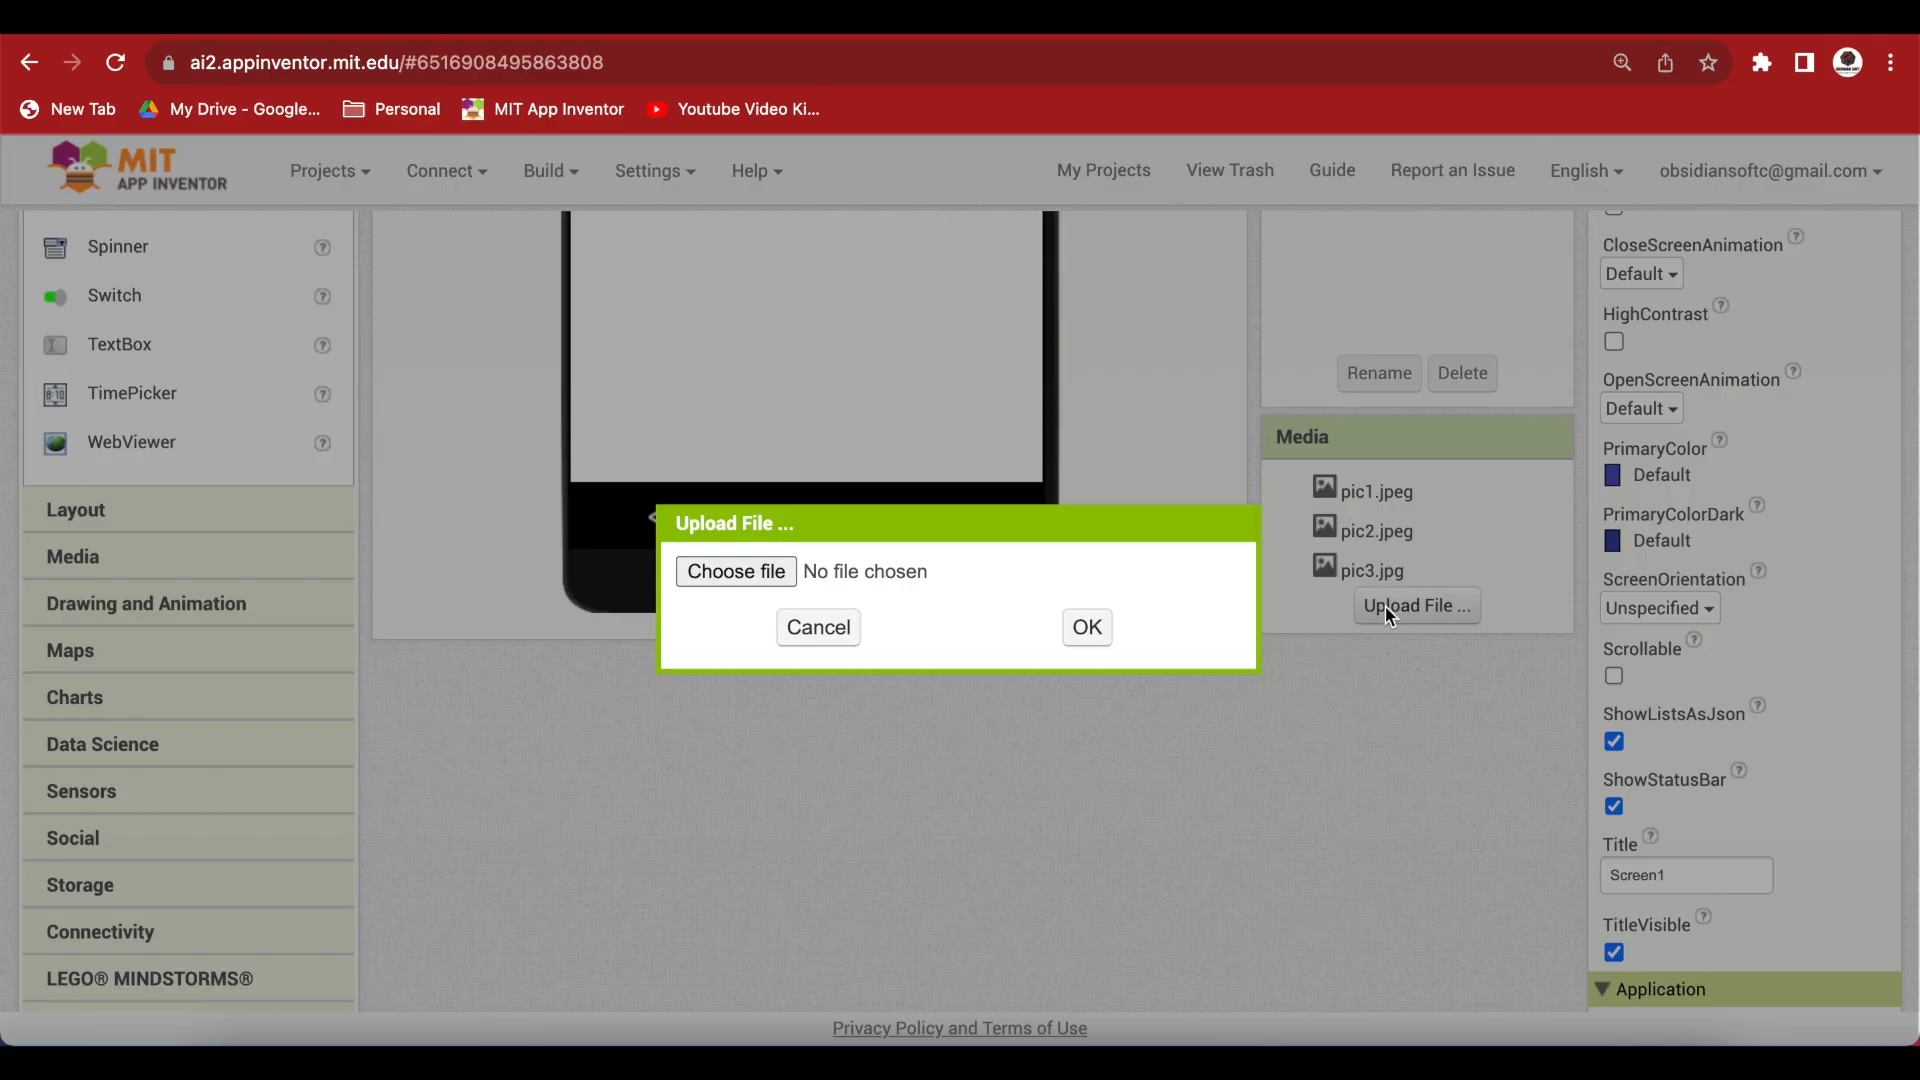 ai2.appinventor.mit.edu/#6516908495863808
New Tab
My Drive - Google...
Personal
MIT App Inventor
Youtube Video Ki...
MIT
APP INVENTOR
Projects
Connect
Build
Settings
Help
My Projects
View Trash
Guide
Report an Issue
English
obsidiansoftc@gmail.com
Spinner
Switch
TextBox
TimePicker
WebViewer
Layout
Media
Drawing and Animation
Maps
Charts
Data Science
Sensors
Social
Storage
Connectivity
LEGO® MINDSTORMS®
Upload File ...
Choose file No file chosen
Cancel
OK
Rename
Delete
Media
pic1.jpeg
pic2.jpeg
pic3.jpg
Upload File ...
CloseScreenAnimation
Default
HighContrast
OpenScreenAnimation
Default
PrimaryColor
Default
PrimaryColorDark
Default
ScreenOrientation
Unspecified
Scrollable
ShowListsAsJson
ShowStatusBar
Title
Screen1
TitleVisible
Application
Privacy Policy and Terms of Use